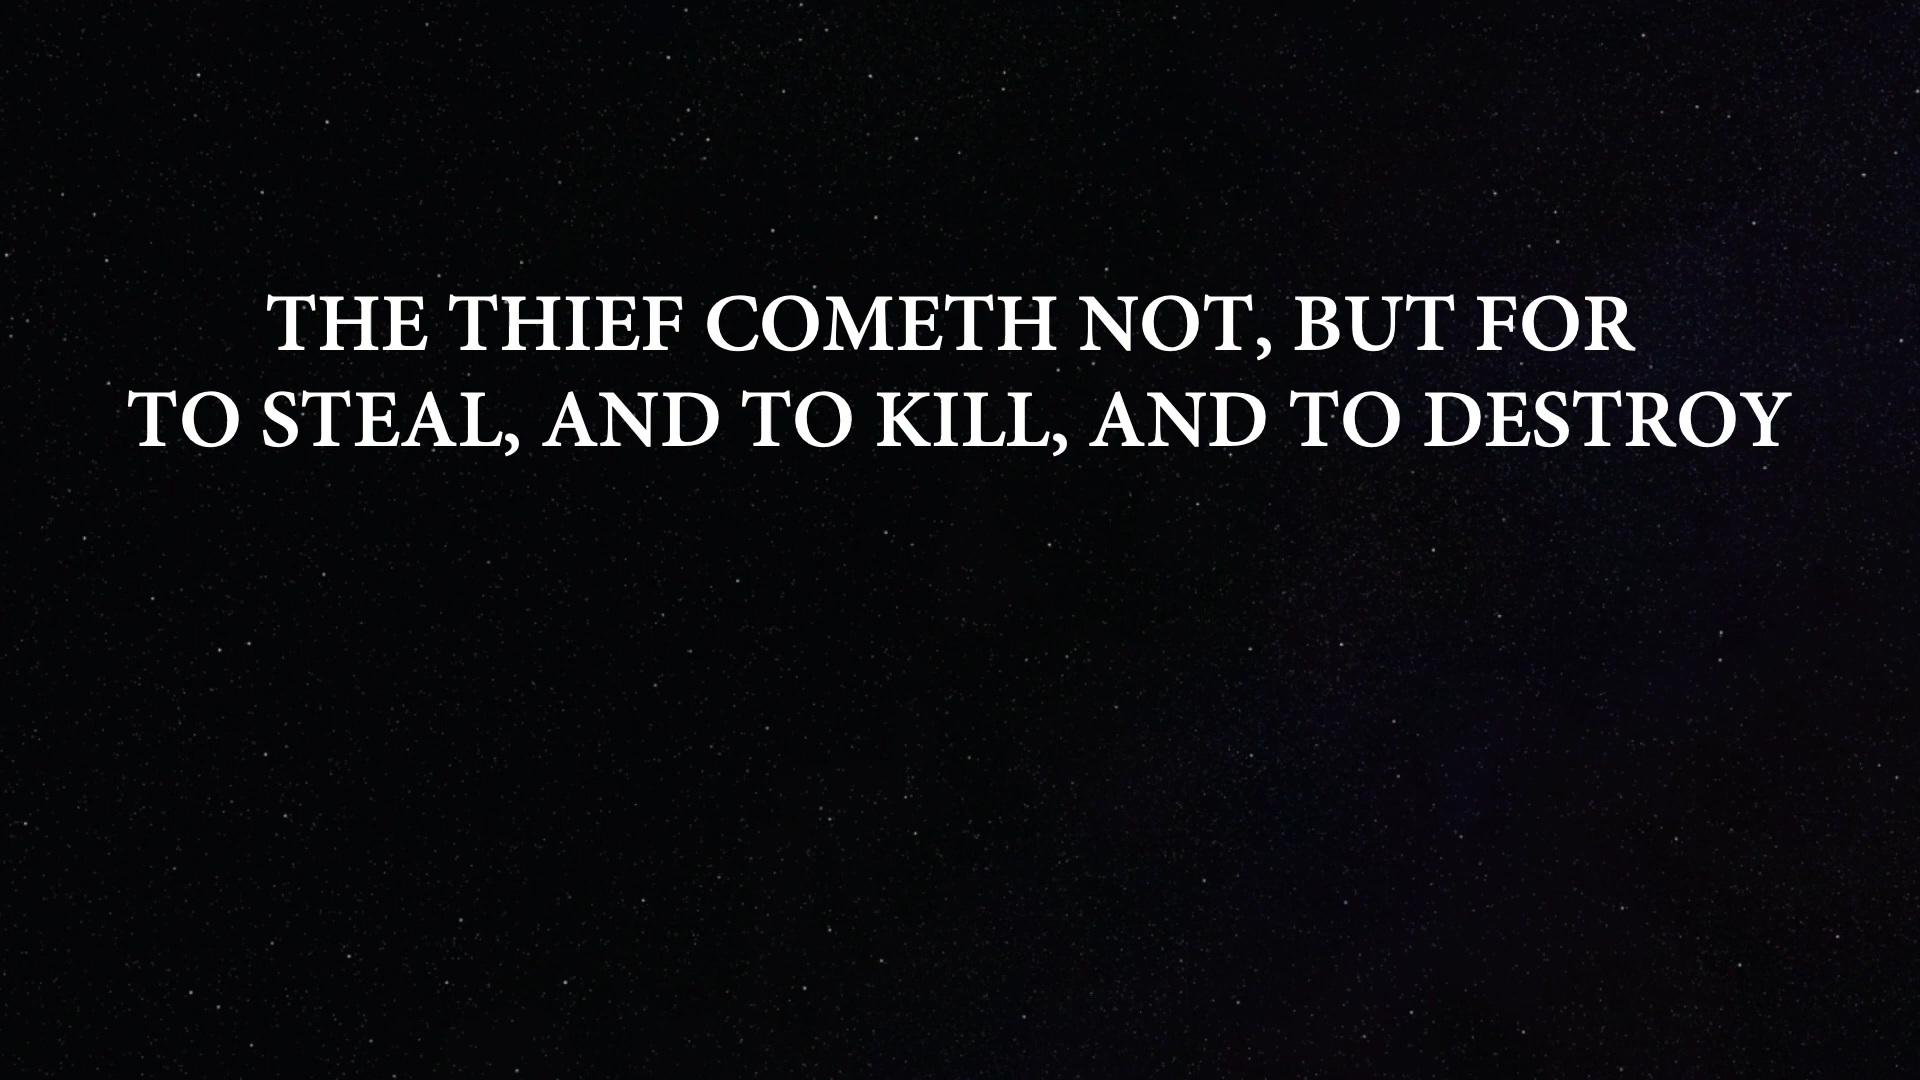 THE THIEF COMETH NOT, BUT FOR
TO STEAL, AND TO KILL, AND TO DESTROY